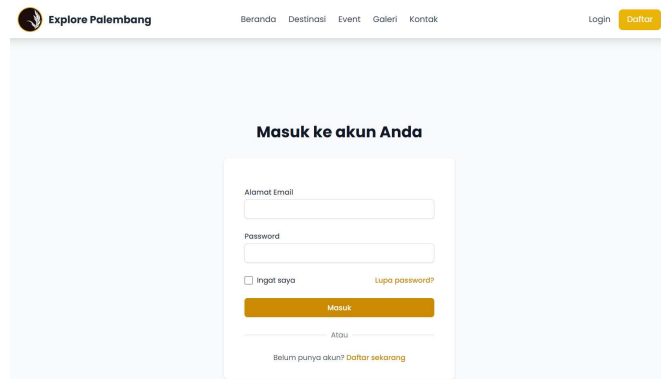 Explore Palembang Beranda Destinasi Event Galeri Kontak Login Daftar
Masuk ke akun Anda
Alamat Email
Password
Ingat saya Lupa password?
Masuk
Atau
Belum punya akun? Daftar sekarang